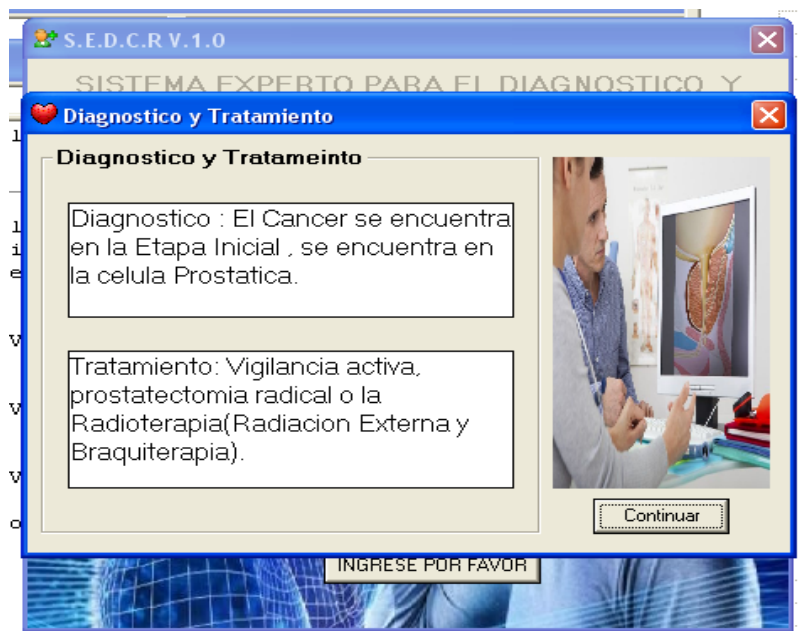 S.E.D.C.R V.1.0
SISTEMA EXPERTO PARA EL DIAGNOSTICO Y
Diagnostico y Tratamiento
Diagnostico y Tratameinto
Diagnostico : El Cancer se encuentra
en la Etapa Inicial , se encuentra en
la celula Prostatica.
Tratamiento: Vigilancia activa,
prostatectomia radical o la
Radioterapia(Radiacion Externa y
Braquiterapia).
Continuar
INGRESE POR FAVOR